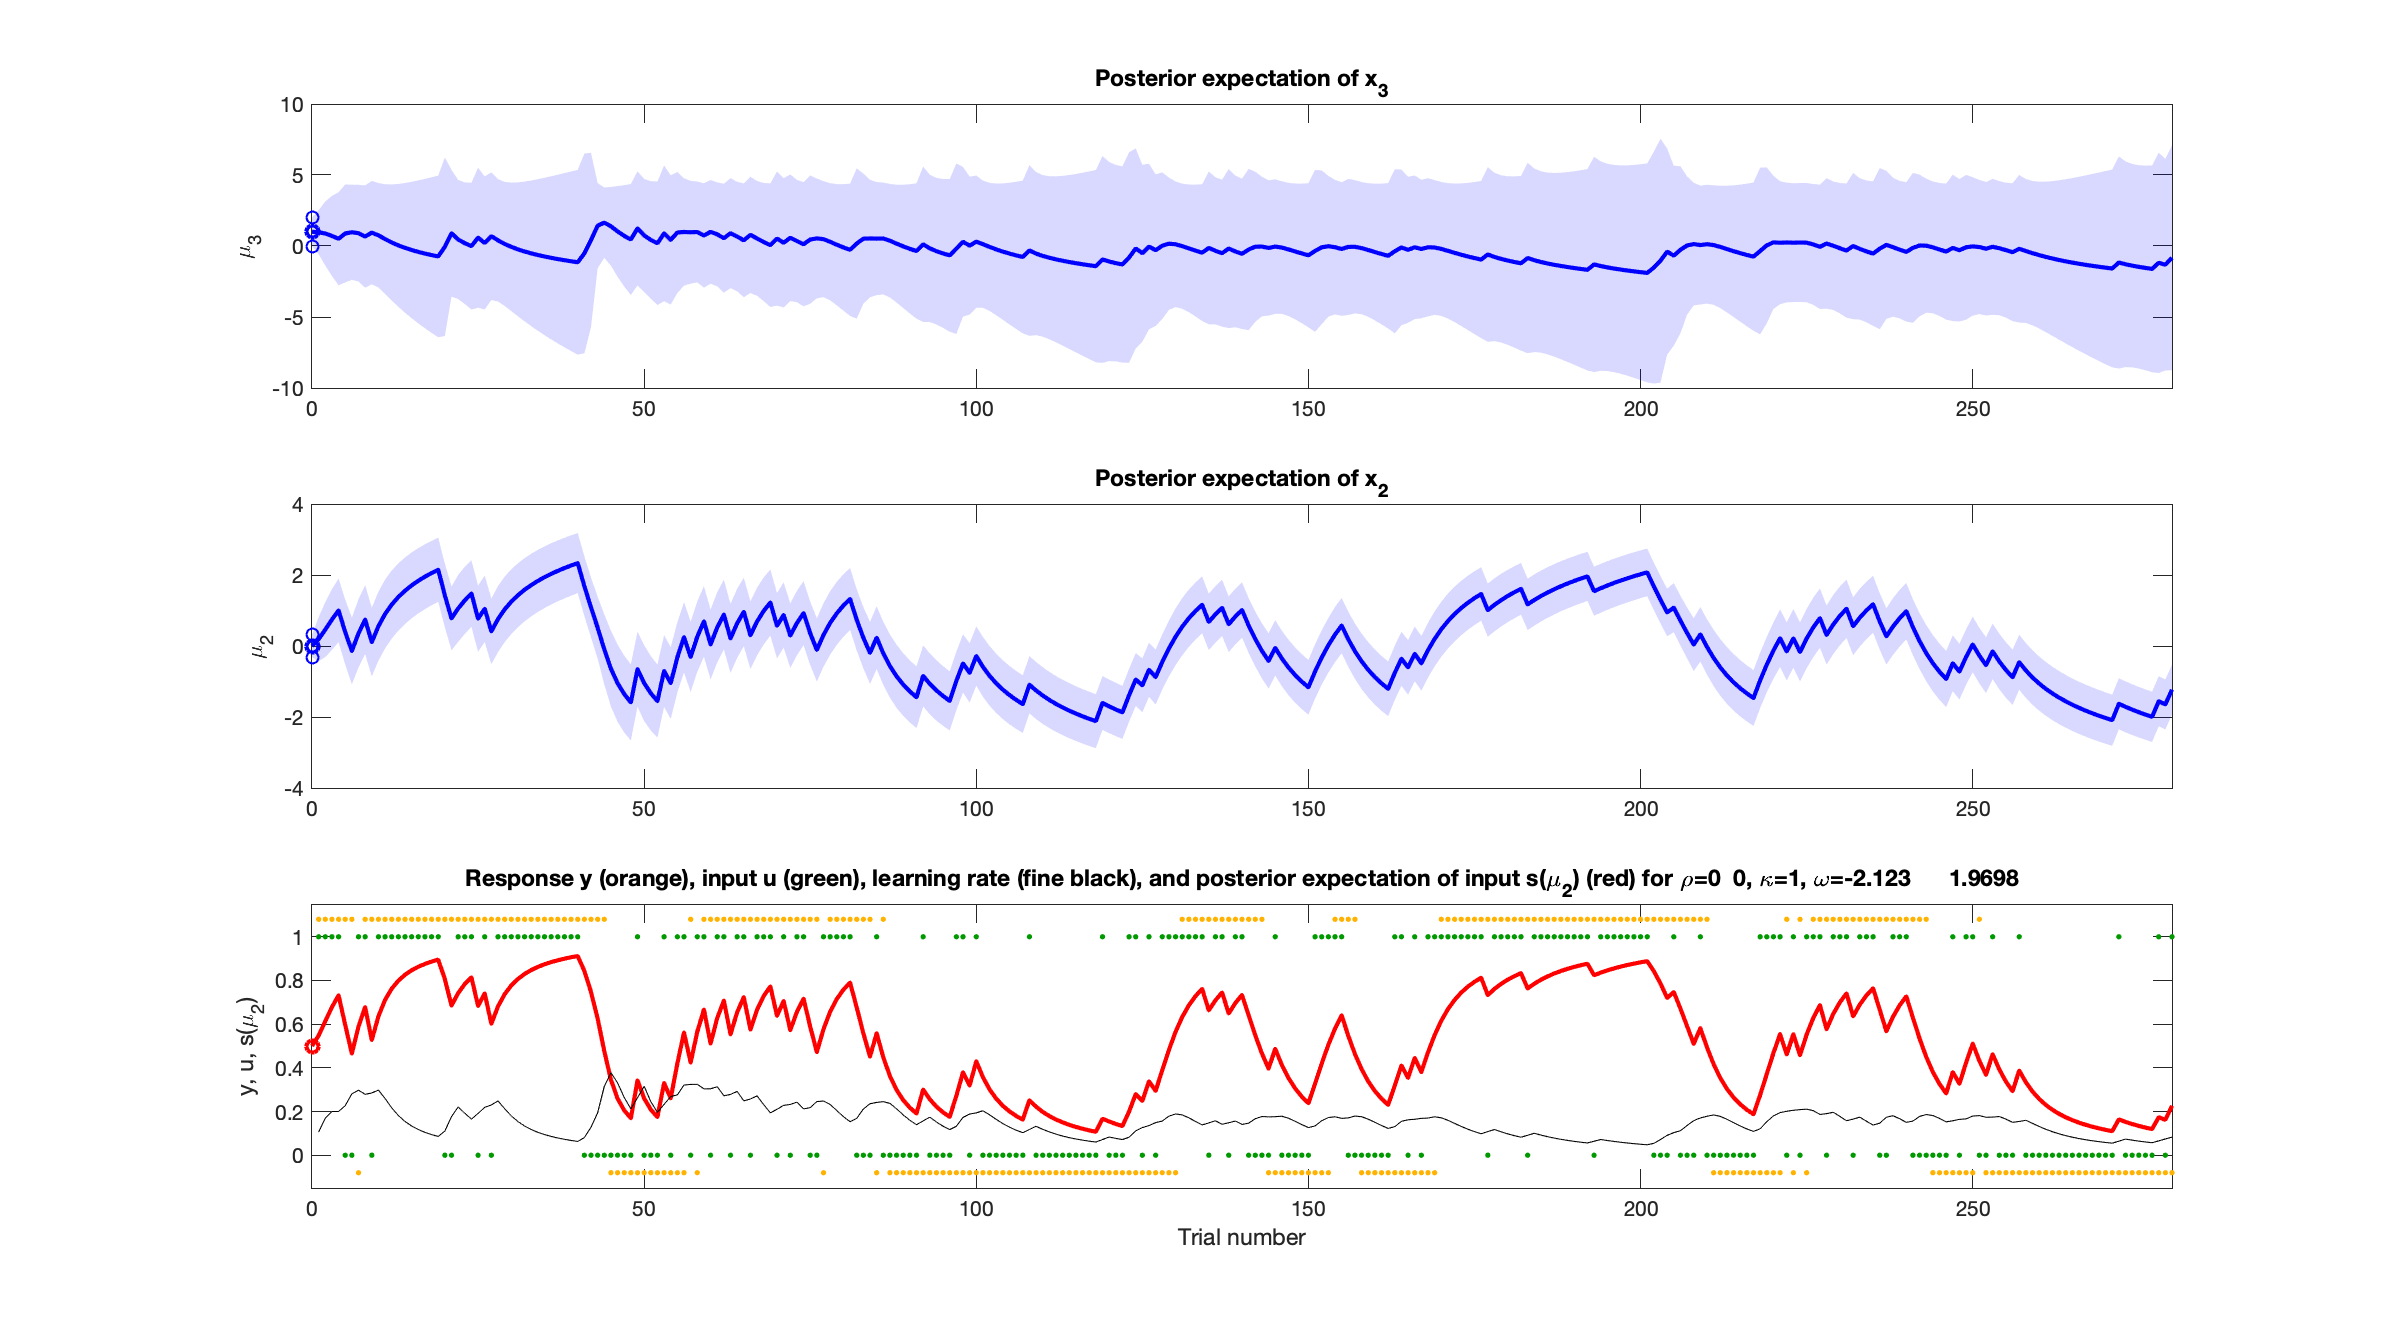 Posterior expectation of x3
10
5
0
-5
-10
μ3
0 50 100 150 200 250
Posterior expectation of x2
4
2
0
-2
-4
μ2
0 50 100 150 200 250
Response y (orange), input u (green), learning rate (fine black), and posterior expectation of input s(μ2) (red) for ρ=0 0, κ=1, ω=-2.123 1.9698
1
0.8
0.6
0.4
0.2
0
y, u, s(μ2)
0 50 100 150 200 250
Trial number